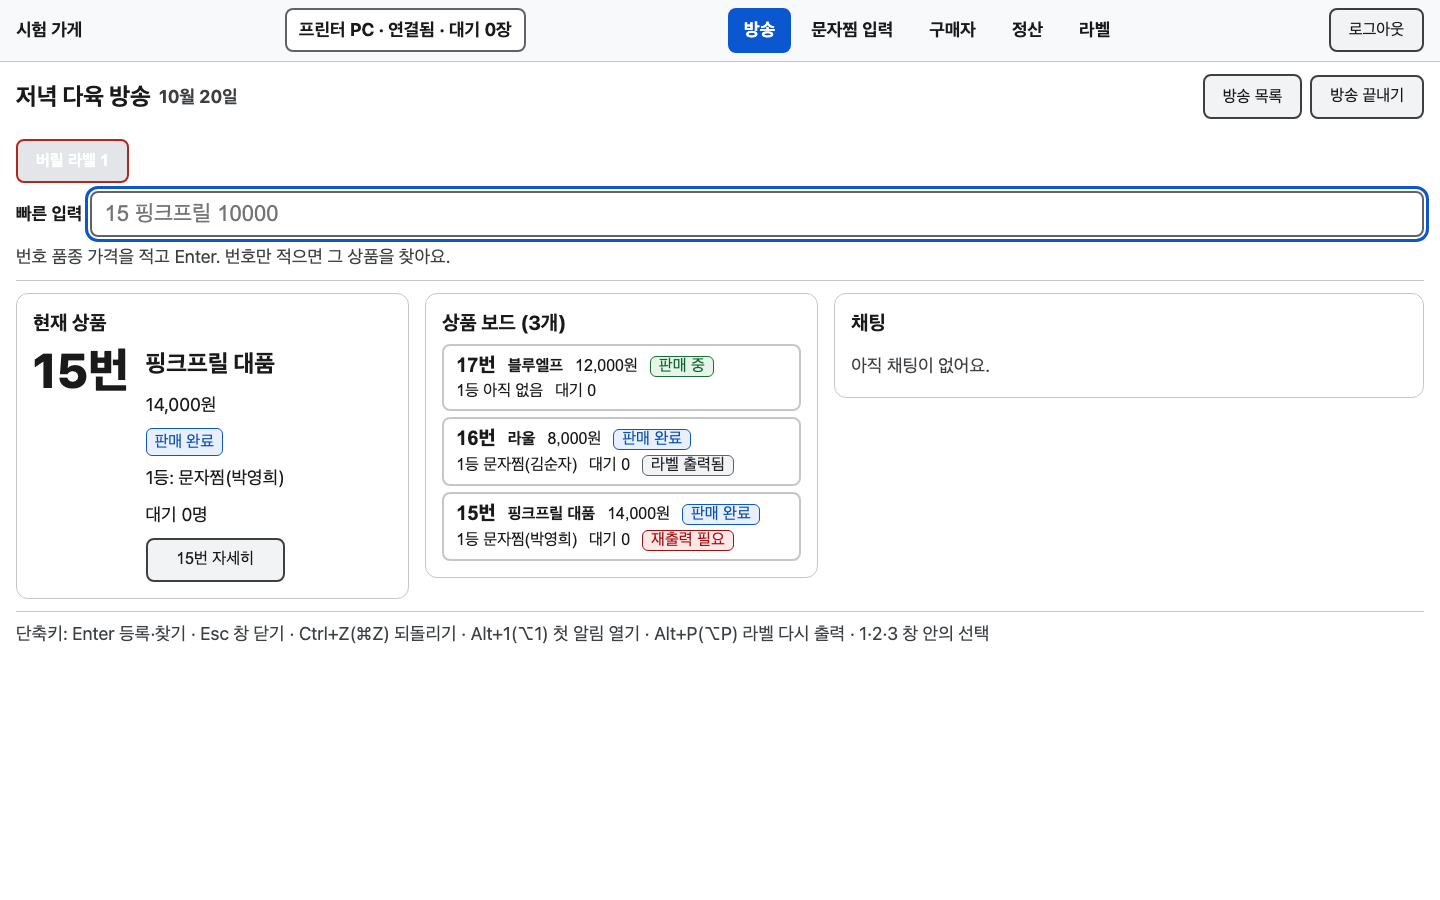 시험 가게
프린터 PC · 연결됨 · 대기 0장
방송
문자찜 입력
구매자
정산
라벨
로그아웃
저녁 다육 방송 10월 20일
방송 목록
방송 끝내기
버릴 라벨 1
빠른 입력
15 핑크프릴 10000
번호 품종 가격을 적고 Enter. 번호만 적으면 그 상품을 찾아요.
현재 상품
15번
핑크프릴 대품
14,000원
판매 완료
1등: 문자찜(박영희)
대기 0명
15번 자세히
상품 보드 (3개)
17번 블루엘프 12,000원 판매 중
1등 아직 없음 대기 0
16번 라울 8,000원 판매 완료
1등 문자찜(김순자) 대기 0 라벨 출력됨
15번 핑크프릴 대품 14,000원 판매 완료
1등 문자찜(박영희) 대기 0 재출력 필요
채팅
아직 채팅이 없어요.
단축키: Enter 등록·찾기 · Esc 창 닫기 · Ctrl+Z(⌘Z) 되돌리기 · Alt+1(⌥1) 첫 알림 열기 · Alt+P(⌥P) 라벨 다시 출력 · 1·2·3 창 안의 선택